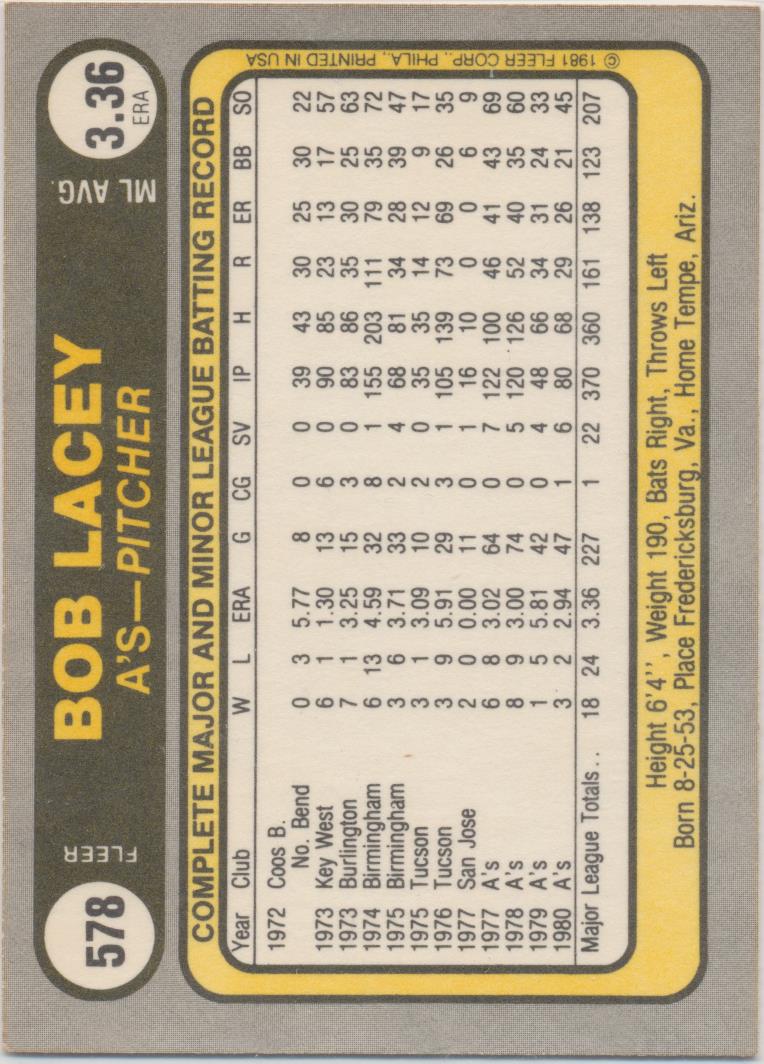 578
FLEER
BOB LACEY
A'S—PITCHER
ML AVG.
3.36
ERA
COMPLETE MAJOR AND MINOR LEAGUE BATTING RECORD
Year Club W L ERA G CG SV IP H R ER BB SO
1972 Coos B.
No. Bend 0 3 5.77 8 0 0 39 43 30 25 30 22
1973 Key West 6 1 1.30 13 6 0 90 85 23 13 17 57
1973 Burlington 7 1 3.25 15 3 0 83 86 35 30 25 63
1974 Birmingham 6 13 4.59 32 8 1 155 203 111 79 35 72
1975 Birmingham 3 6 3.71 33 2 4 68 81 34 28 39 47
1975 Tucson 3 1 3.09 10 2 0 35 35 14 12 9 17
1976 Tucson 3 9 5.91 29 3 1 105 139 73 69 26 35
1977 San Jose 2 0 0.00 11 0 1 16 10 0 0 6 9
1977 A's 6 8 3.02 64 0 7 122 100 46 41 43 69
1978 A's 8 9 3.00 74 0 5 120 126 52 40 35 60
1979 A's 1 5 5.81 42 0 4 48 66 34 31 24 33
1980 A's 3 2 2.94 47 1 6 80 68 29 26 21 45
Major League Totals . . 18 24 3.36 227 1 22 370 360 161 138 123 207
Height 6'4'', Weight 190, Bats Right, Throws Left
Born 8-25-53, Place Fredericksburg, Va., Home Tempe, Ariz.
© 1981 FLEER CORP., PHILA., PRINTED IN USA